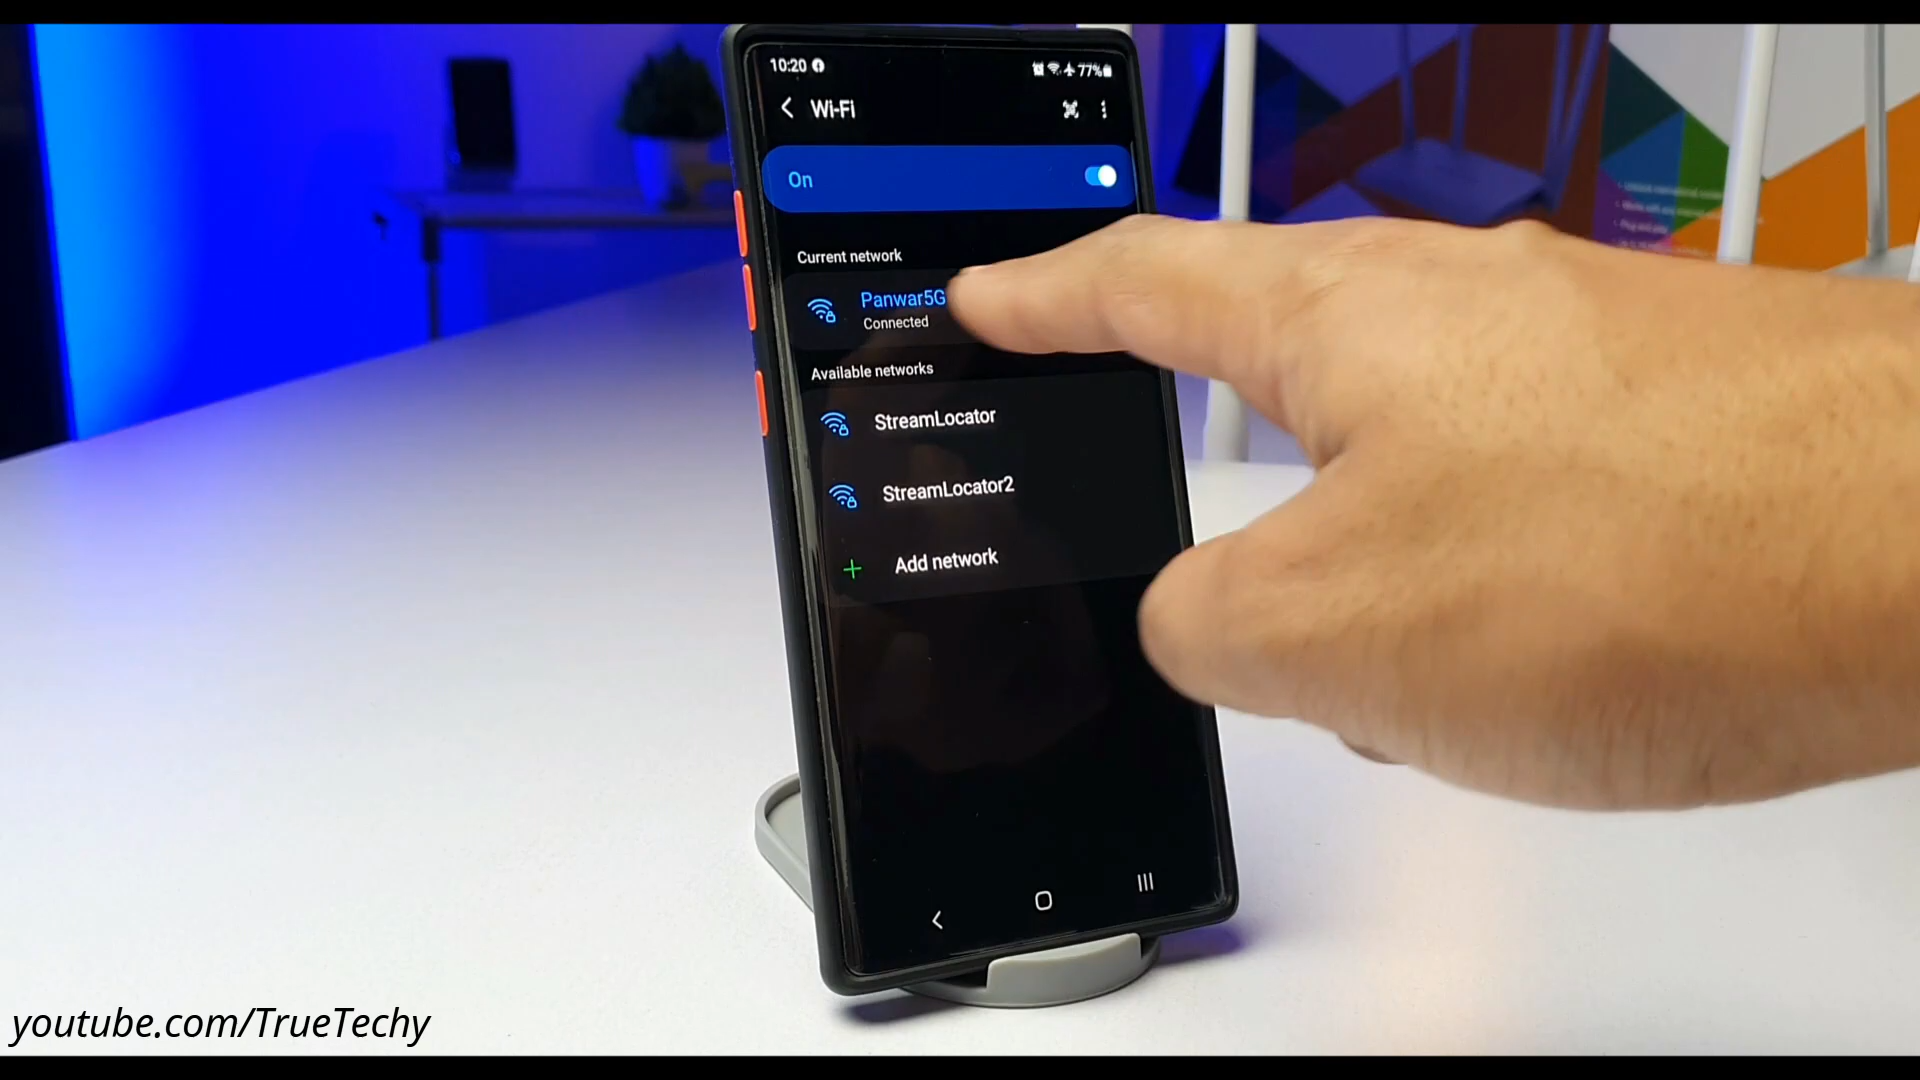 10:20
77%
Wi-Fi
On
Current network
Panwar5G
Connected
Available networks
StreamLocator
StreamLocator2
Add network
youtube.com/TrueTechy